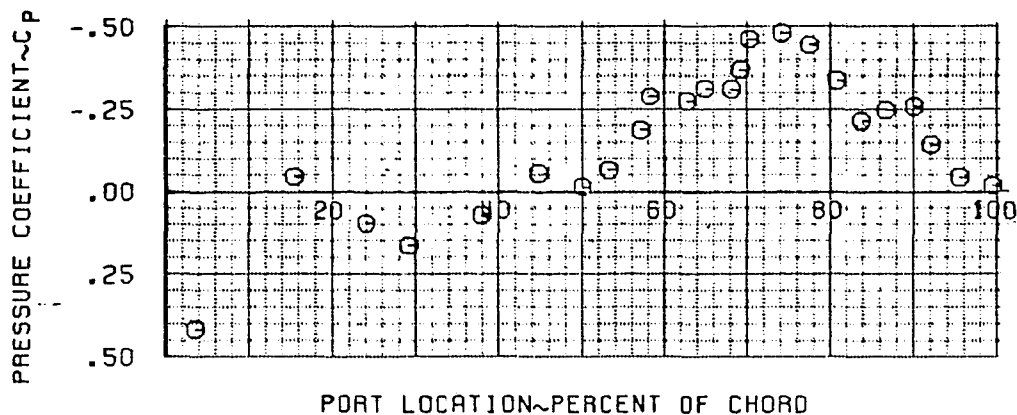 PRESSURE COEFFICIENT~Cp
-.50
-.25
.00
.25
.50
20 40 60 80 100
PORT LOCATION~PERCENT OF CHORD